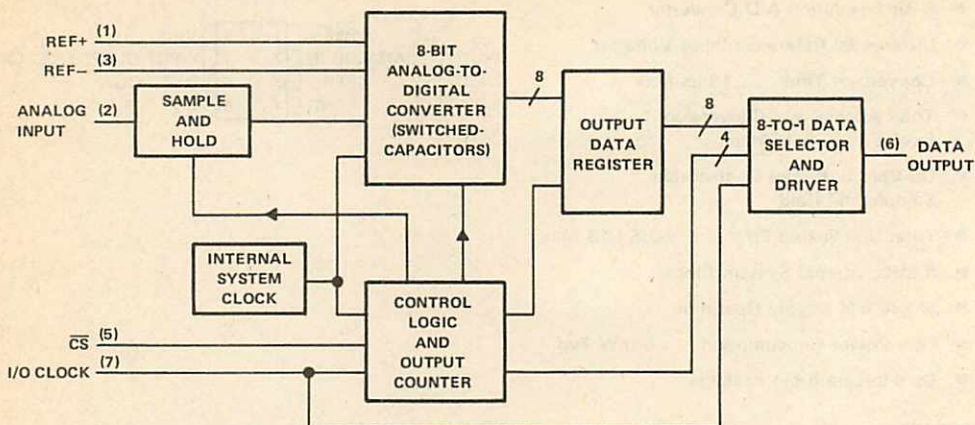 REF+ (1)
REF− (3)
ANALOG
INPUT (2)
SAMPLE
AND
HOLD
8-BIT
ANALOG-TO-
DIGITAL
CONVERTER
(SWITCHED-
CAPACITORS)
8
OUTPUT
DATA
REGISTER
8
4
8-TO-1 DATA
SELECTOR
AND
DRIVER
(6) DATA
OUTPUT
INTERNAL
SYSTEM
CLOCK
CONTROL
LOGIC
AND
OUTPUT
COUNTER
C̅S̅ (5)
I/O CLOCK (7)